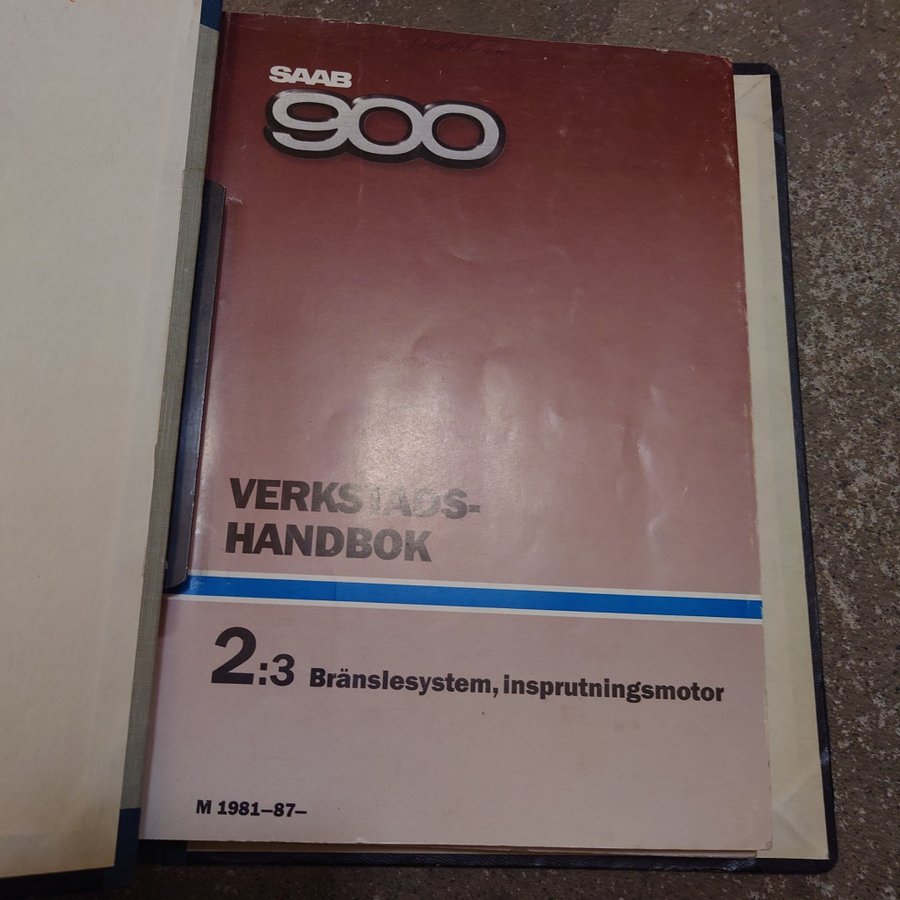 SAAB
900
VERKSTADS-
HANDBOK
2:3 Bränslesystem, insprutningsmotor
M 1981–87–